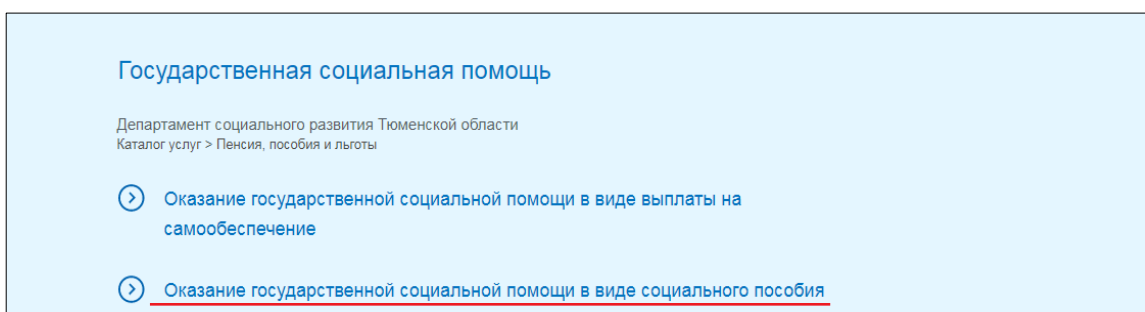 Государственная социальная помощь
Департамент социального развития Тюменской области
Каталог услуг > Пенсия, пособия и льготы
Оказание государственной социальной помощи в виде выплаты на
самообеспечение
Оказание государственной социальной помощи в виде социального пособия